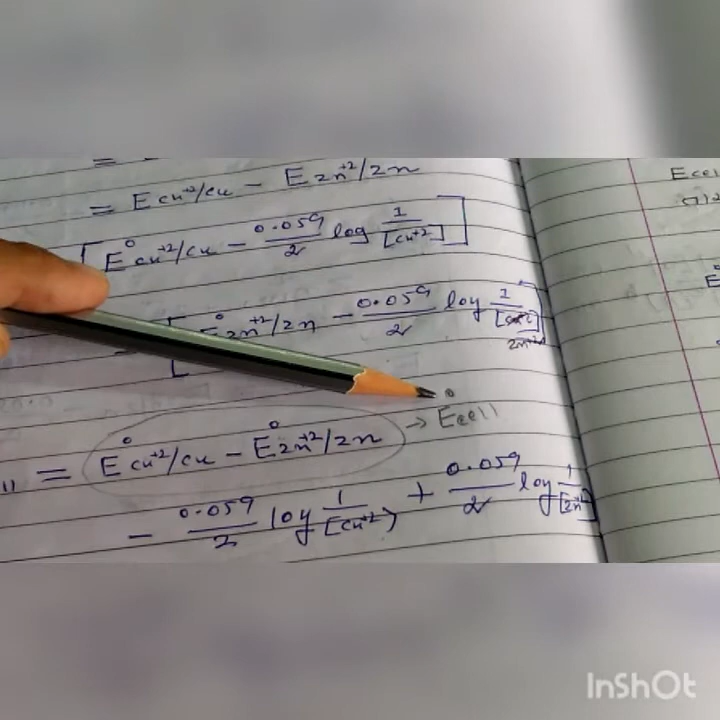 = E Cu⁺²/Cu − E Zn⁺²/Zn
[E° Cu⁺²/Cu − 0.059/2 log 1/[Cu⁺²]]
− [E° Zn⁺²/Zn − 0.059/2 log 1/[Zn⁺²]]
= E° Cu⁺²/Cu − E° Zn⁺²/Zn → E°cell
− 0.059/2 log 1/[Cu⁺²) + 0.059/2 log 1/[Zn⁺²]
Ecel
InShOt